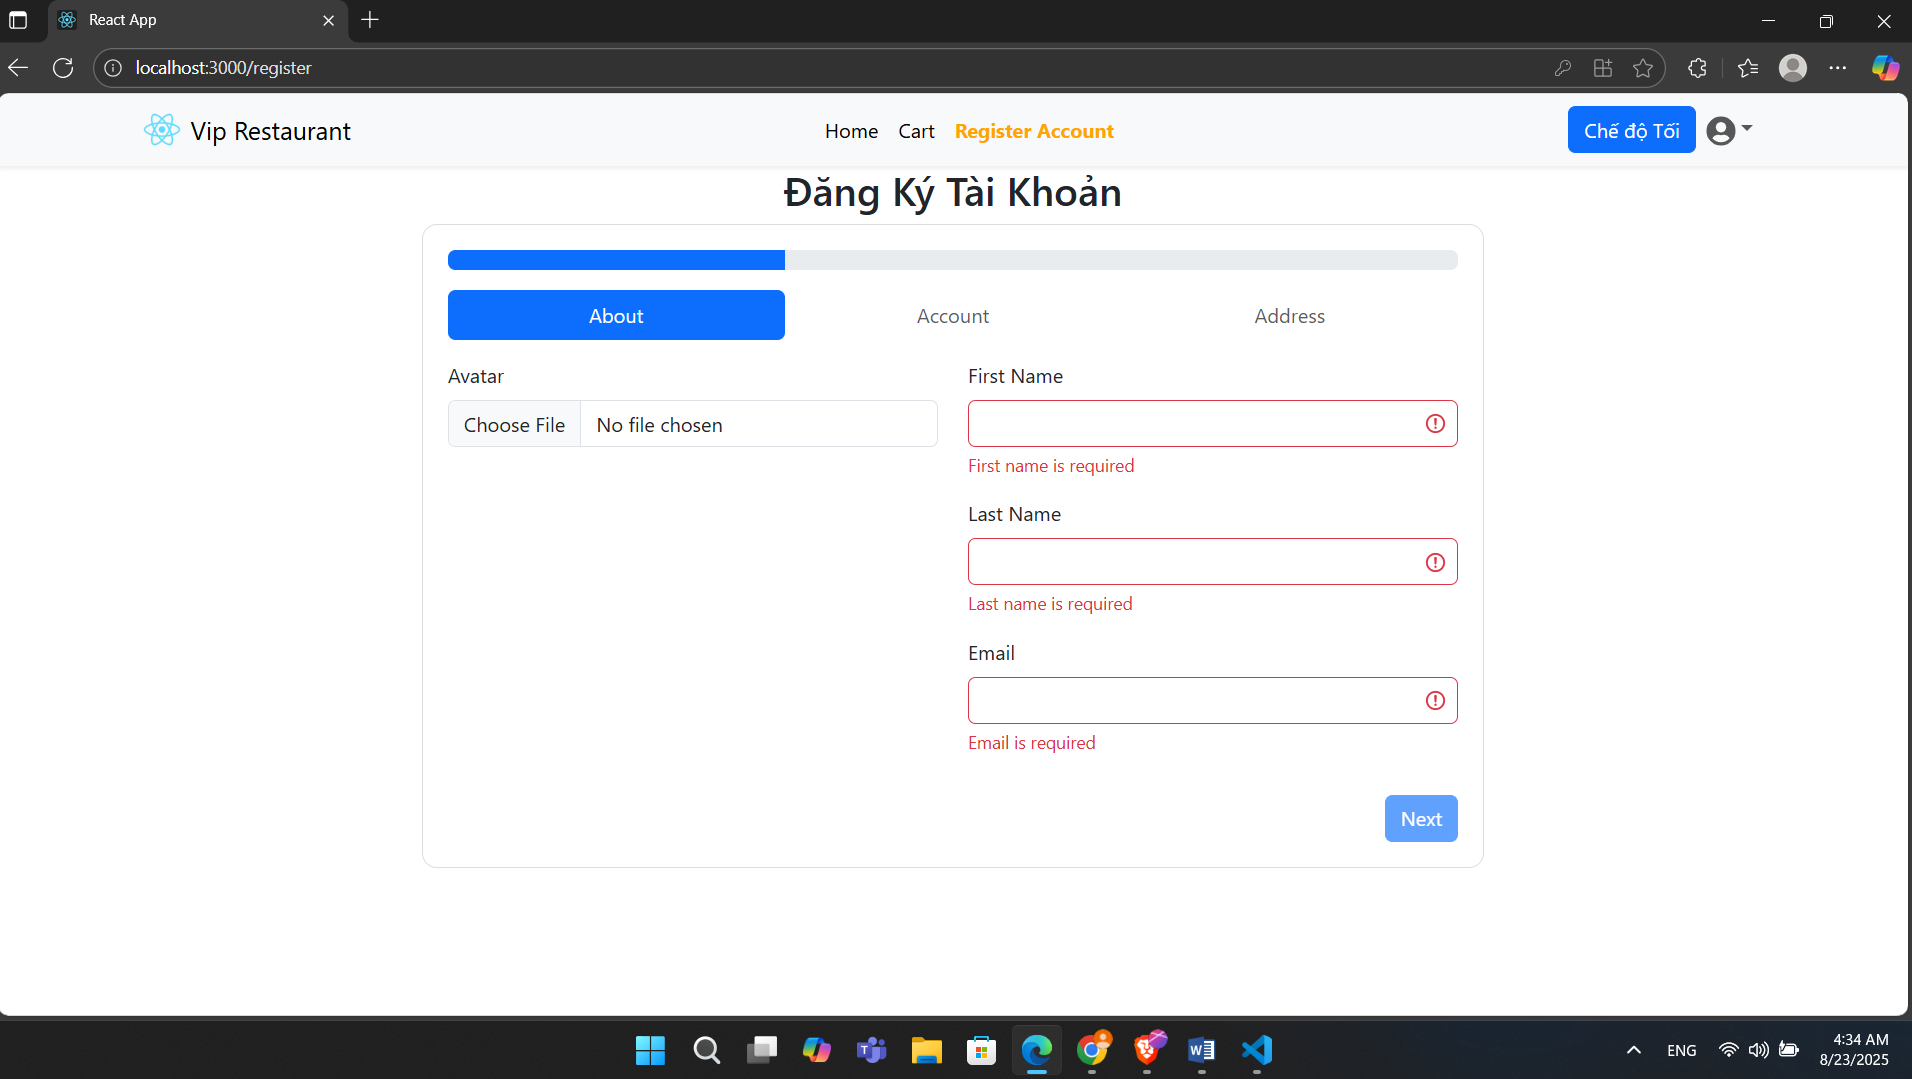 React App
localhost:3000/register
Vip Restaurant
Home Cart Register Account
Chế độ Tối
Đăng Ký Tài Khoản
About Account Address
Avatar
Choose File No file chosen
First Name
First name is required
Last Name
Last name is required
Email
Email is required
Next
ENG
4:34 AM
8/23/2025